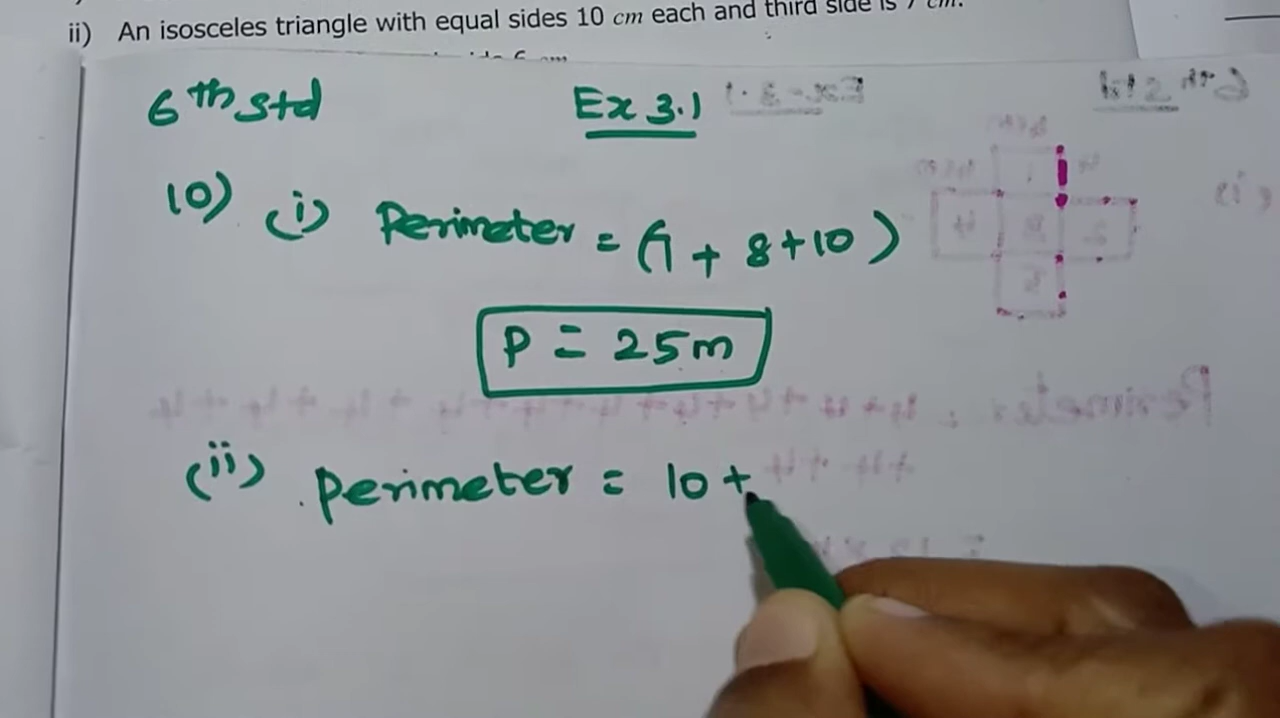 ii) An isosceles triangle with equal sides 10 cm each and third side is 7 cm.
6th std
Ex 3.1
10) (i) Perimeter = (7 + 8+10)
P = 25m
(ii) Perimeter = 10 +